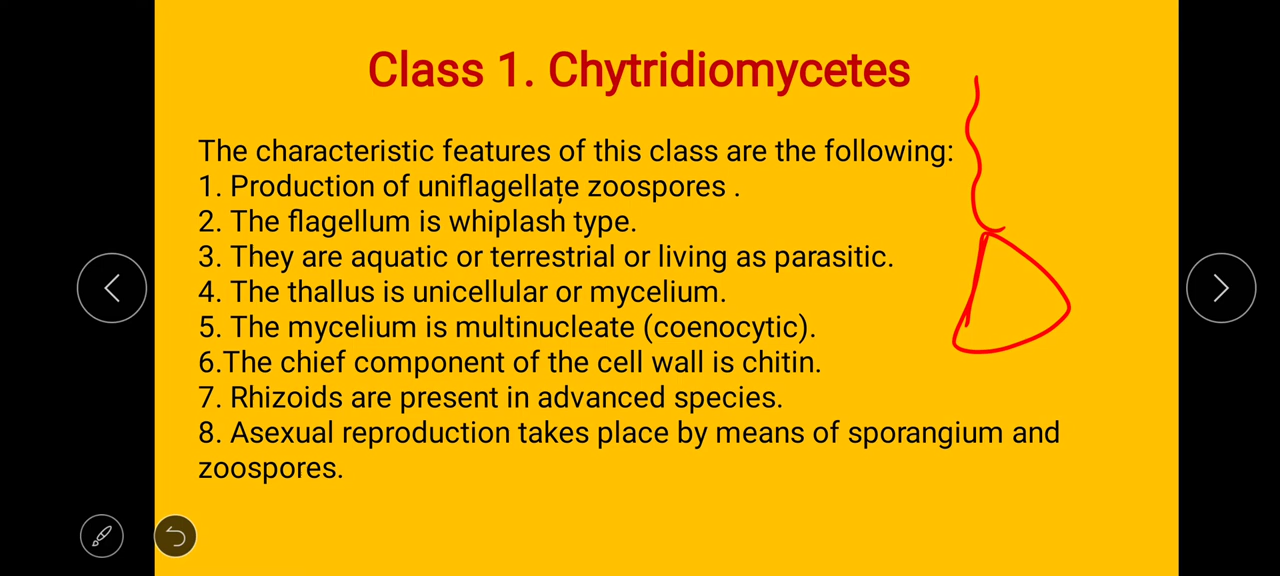 Class 1. Chytridiomycetes
The characteristic features of this class are the following:
1. Production of uniflagellate zoospores .
2. The flagellum is whiplash type.
3. They are aquatic or terrestrial or living as parasitic.
4. The thallus is unicellular or mycelium.
5. The mycelium is multinucleate (coenocytic).
6.The chief component of the cell wall is chitin.
7. Rhizoids are present in advanced species.
8. Asexual reproduction takes place by means of sporangium and
zoospores.